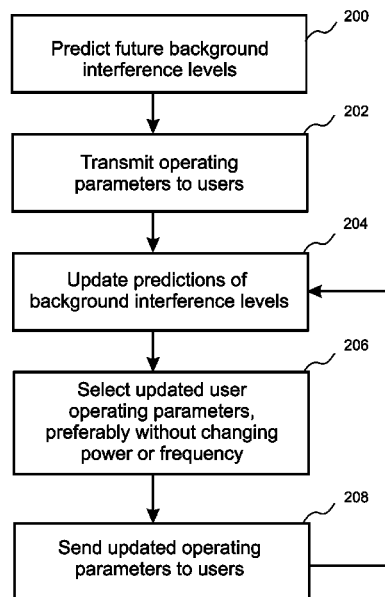 200
Predict future background
interference levels
202
Transmit operating
parameters to users
204
Update predictions of
background interference levels
206
Select updated user
operating parameters,
preferably without changing
power or frequency
208
Send updated operating
parameters to users